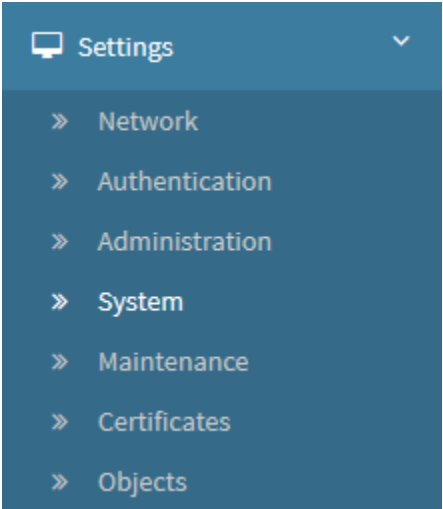 Settings
Network
Authentication
Administration
System
Maintenance
Certificates
Objects